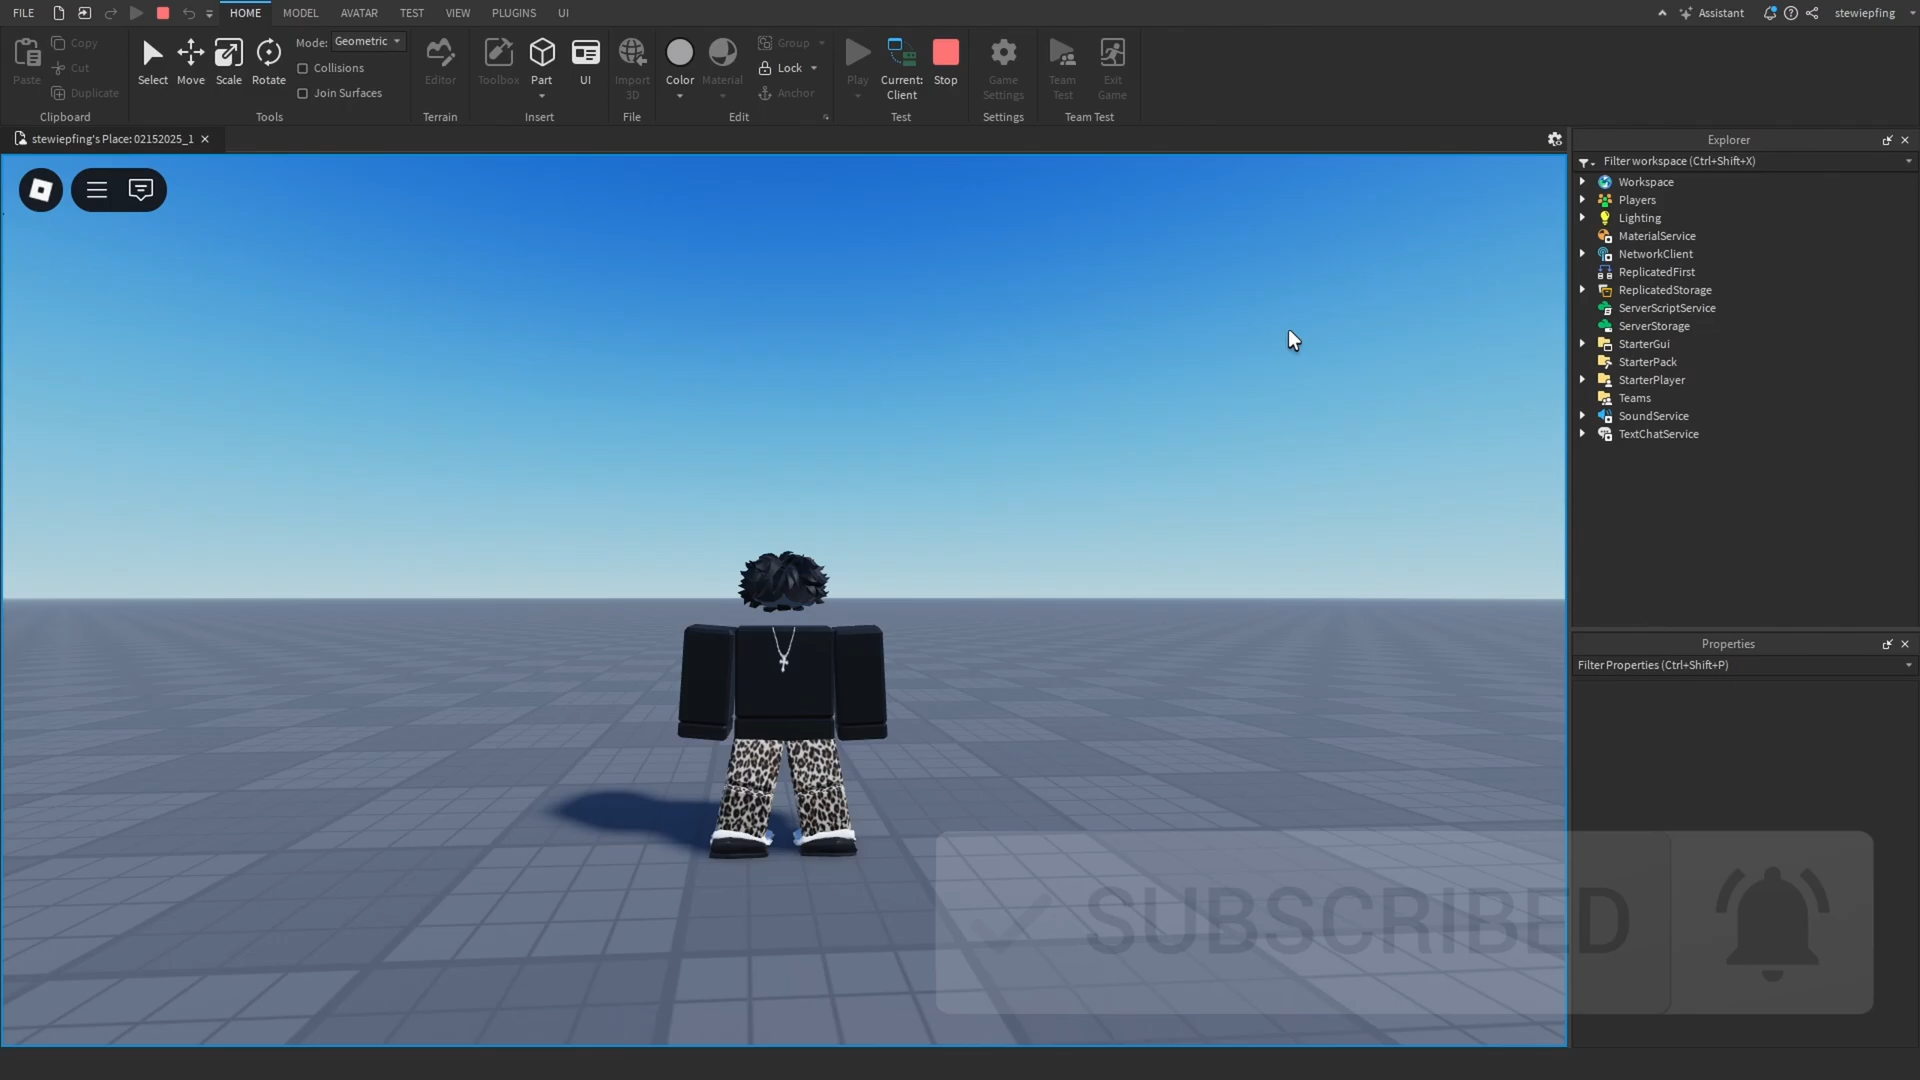 FILE HOME MODEL AVATAR TEST VIEW PLUGINS UI Assistant stewiepfing
Paste Copy Cut Duplicate
Select Move Scale Rotate
Mode: Geometric
Collisions
Join Surfaces
Editor
Toolbox Part UI
Import 3D
Color Material
Group
Lock
Anchor
Play Current: Client Stop
Game Settings
Team Test Exit Game
Clipboard Tools Terrain Insert File Edit Test Settings Team Test
stewiepfing's Place: 02152025_1
Explorer
Filter workspace (Ctrl+Shift+X)
Workspace
Players
Lighting
MaterialService
NetworkClient
ReplicatedFirst
ReplicatedStorage
ServerScriptService
ServerStorage
StarterGui
StarterPack
StarterPlayer
Teams
SoundService
TextChatService
Properties
Filter Properties (Ctrl+Shift+P)
SUBSCRIBED